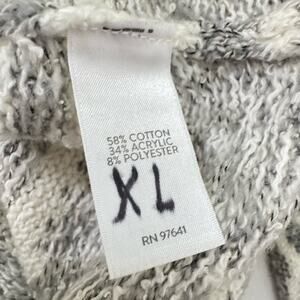 58% COTTON
34% ACRYLIC
8% POLYESTER
XL
RN 97641